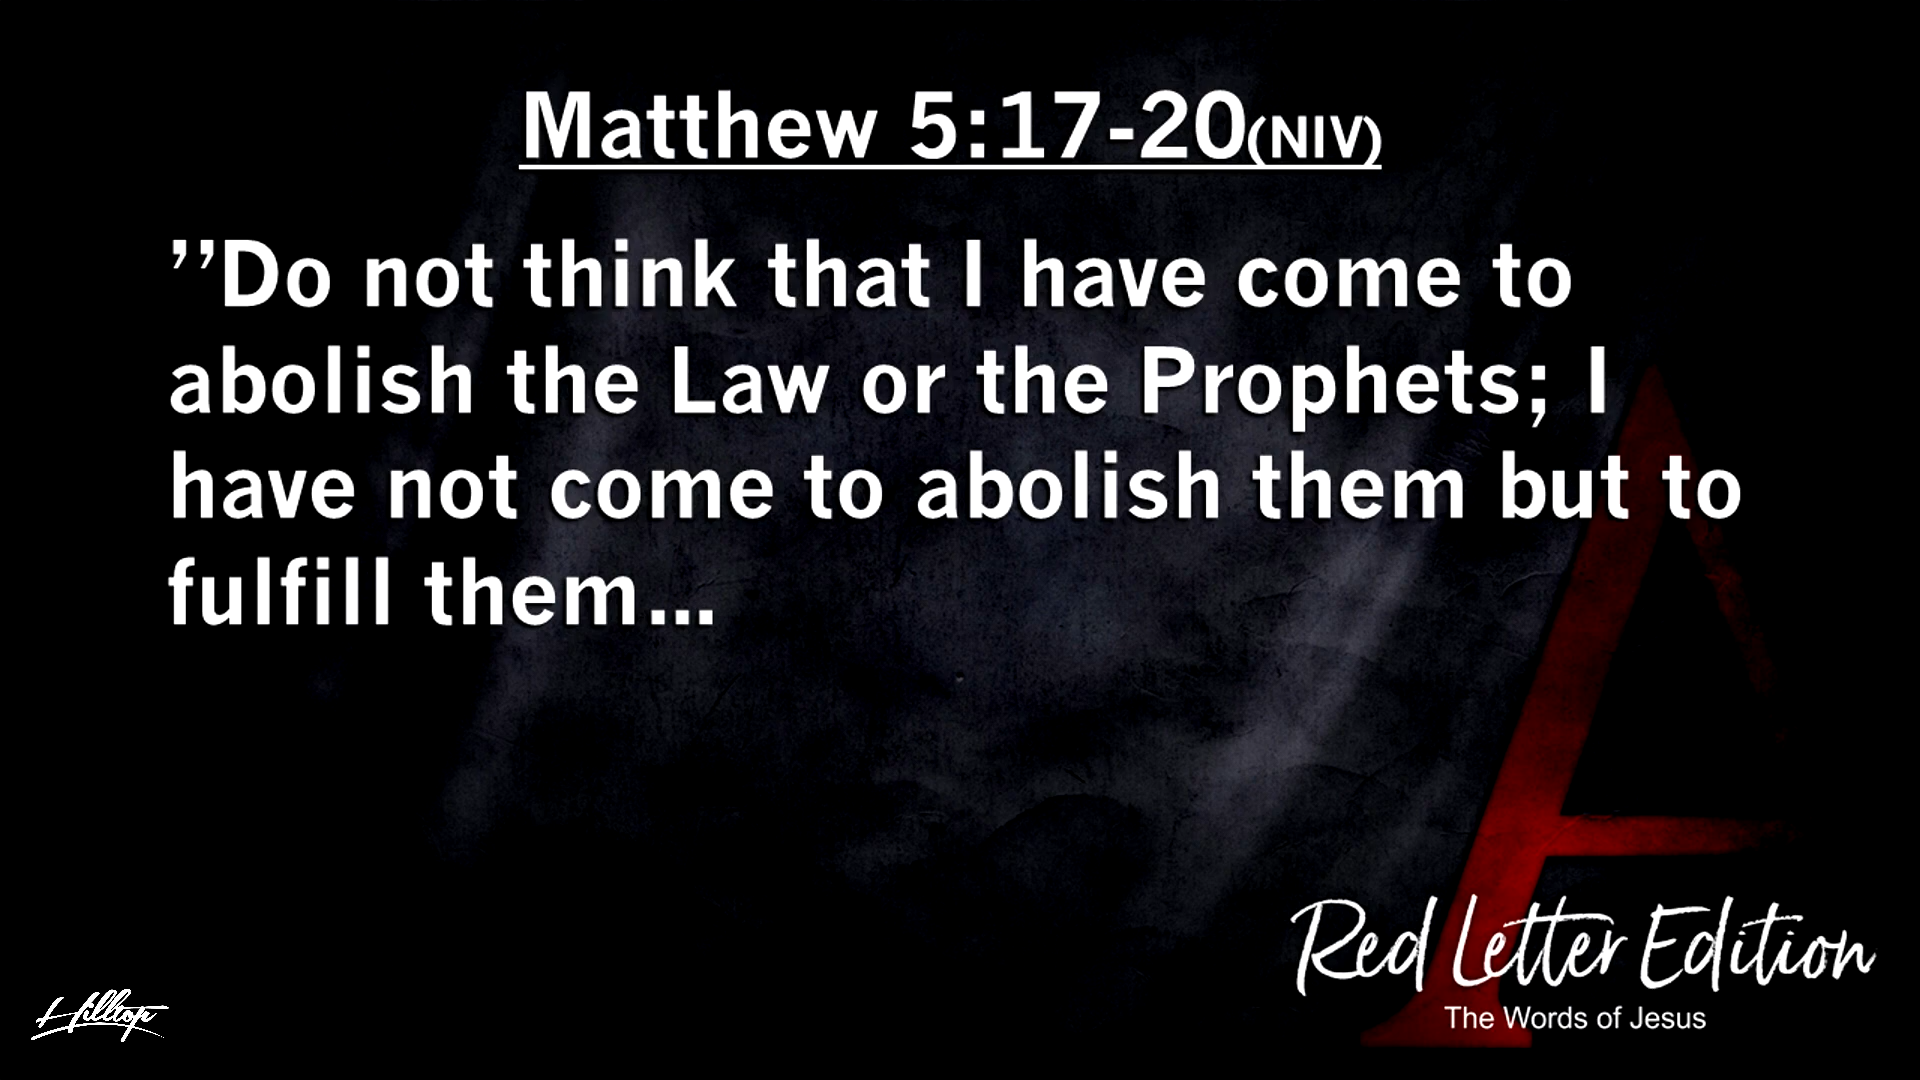 Matthew 5:17-20(NIV)
’’Do not think that I have come to
abolish the Law or the Prophets; I
have not come to abolish them but to
fulfill them...
Red Letter Edition
The Words of Jesus
Hilltop